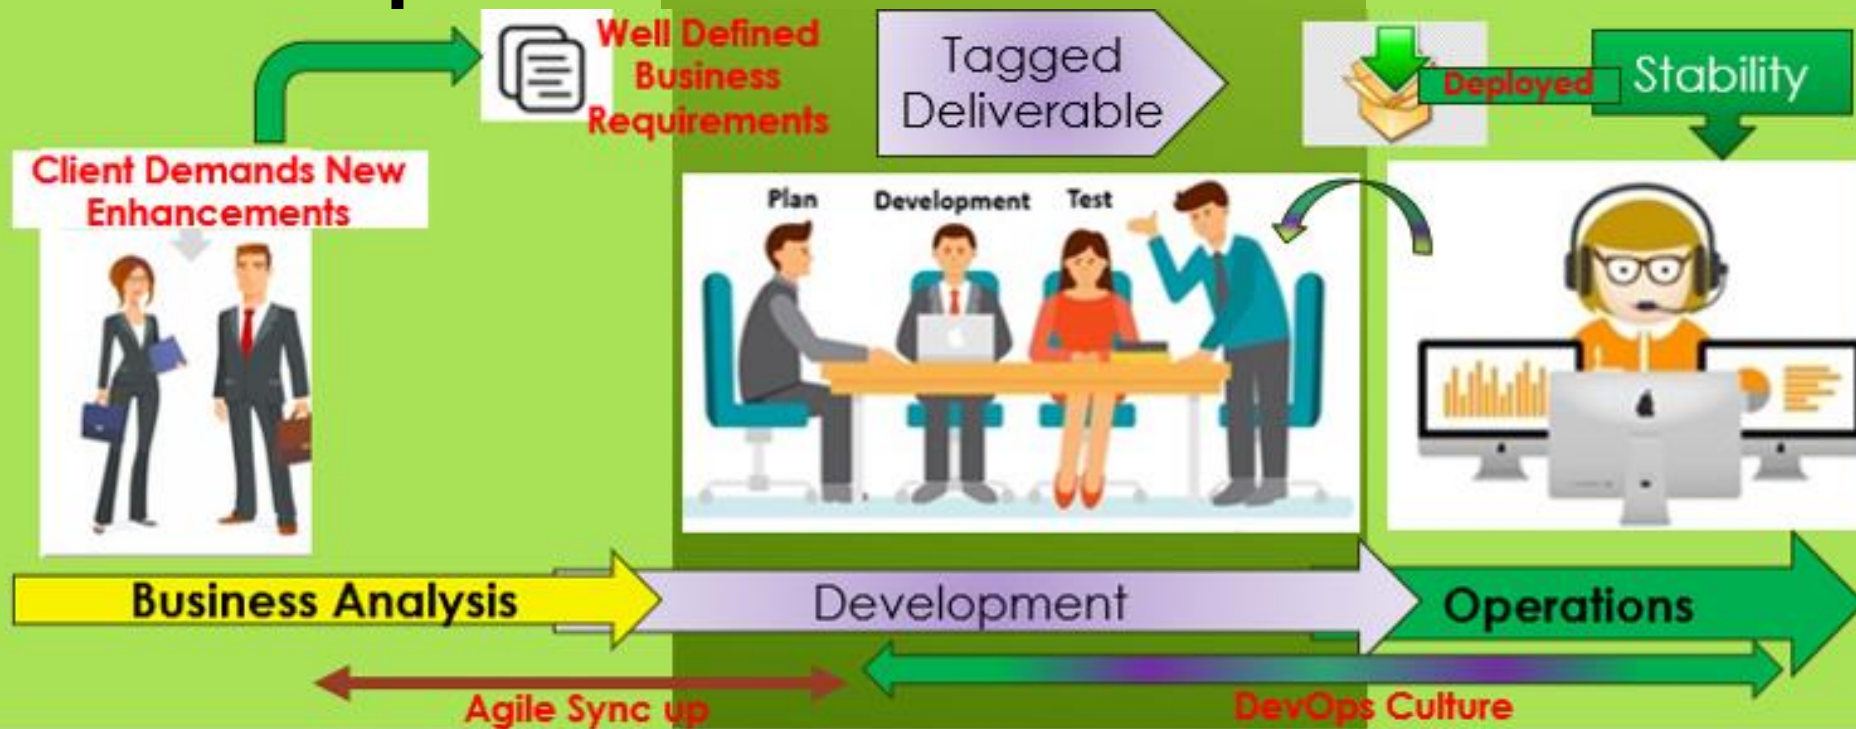 Well Defined
Business
Requirements
Tagged
Deliverable
Deployed
Stability
Client Demands New
Enhancements
Plan
Development
Test
Business Analysis
Development
Operations
Agile Sync up
DevOps Culture